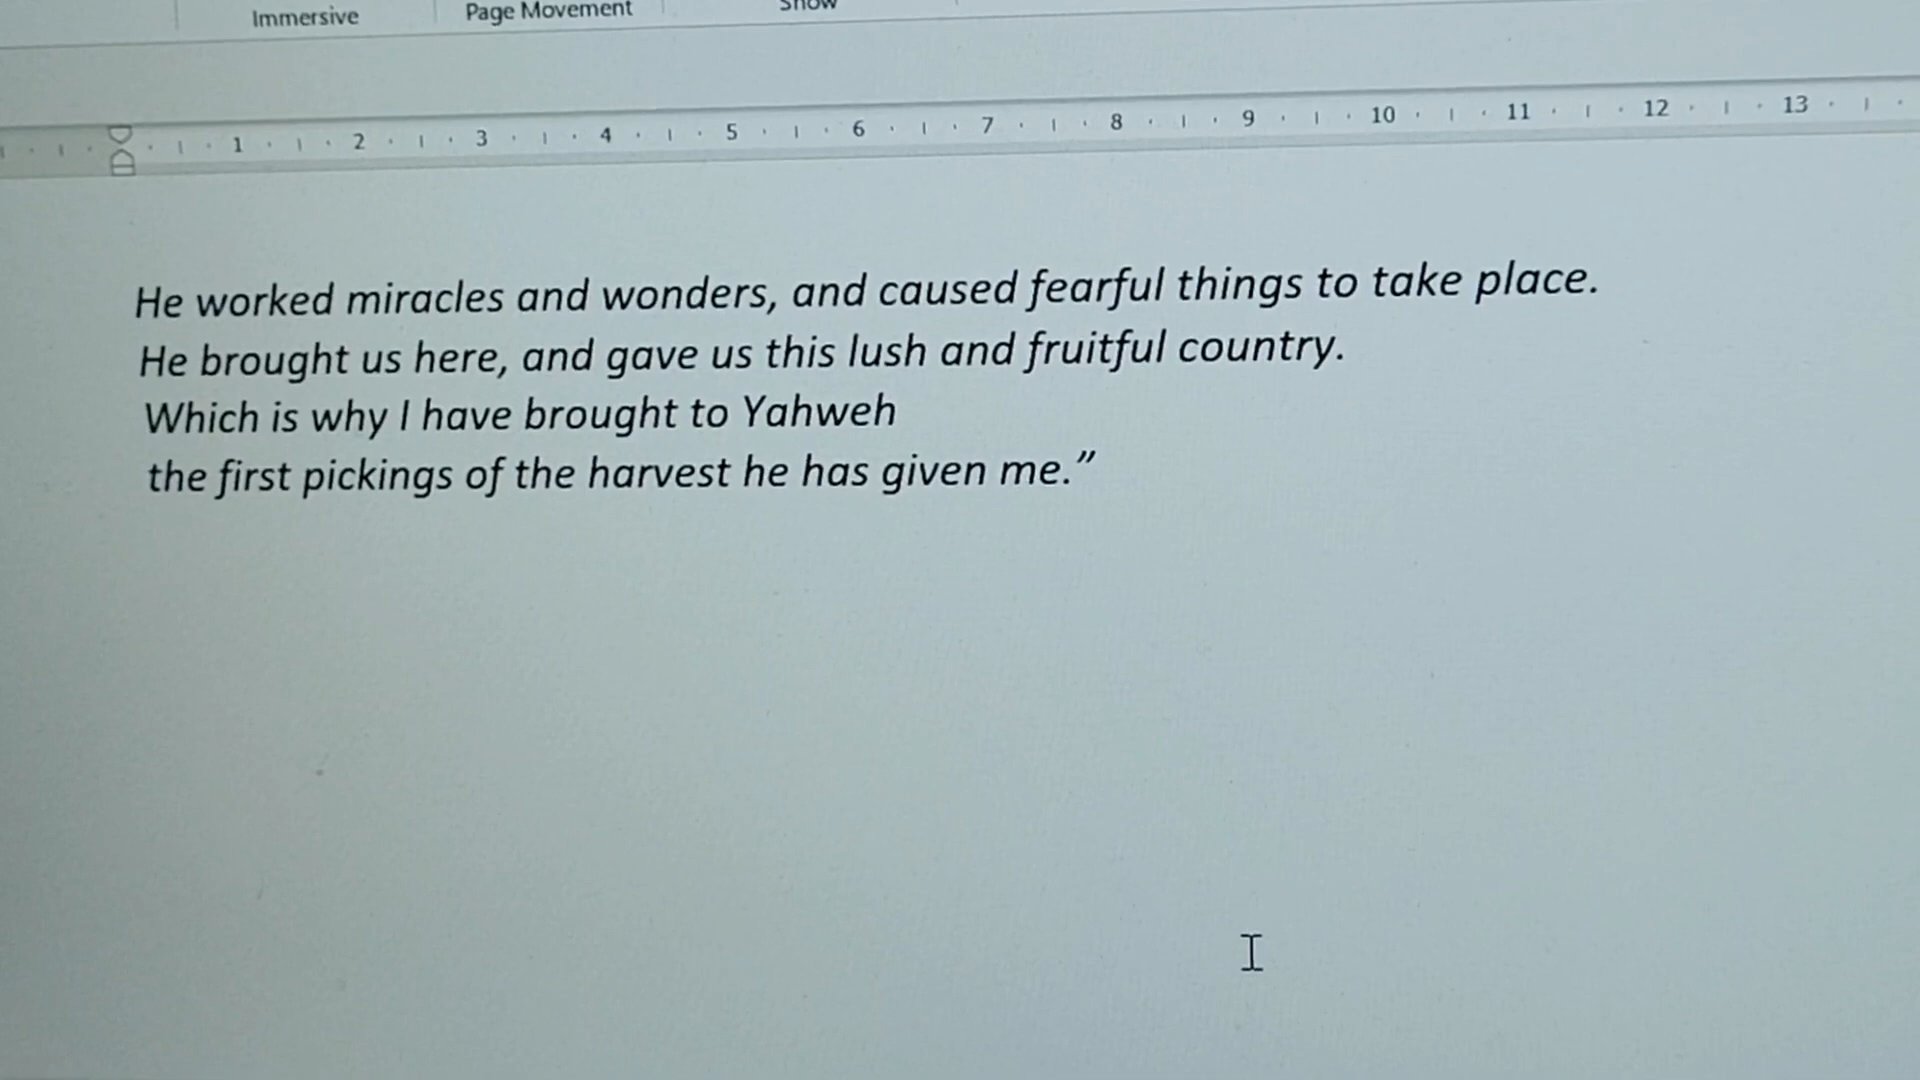 Immersive Page Movement Show
1 2 3 4 5 6 7 8 9 10 11 12 13
He worked miracles and wonders, and caused fearful things to take place.
He brought us here, and gave us this lush and fruitful country.
Which is why I have brought to Yahweh
the first pickings of the harvest he has given me.”